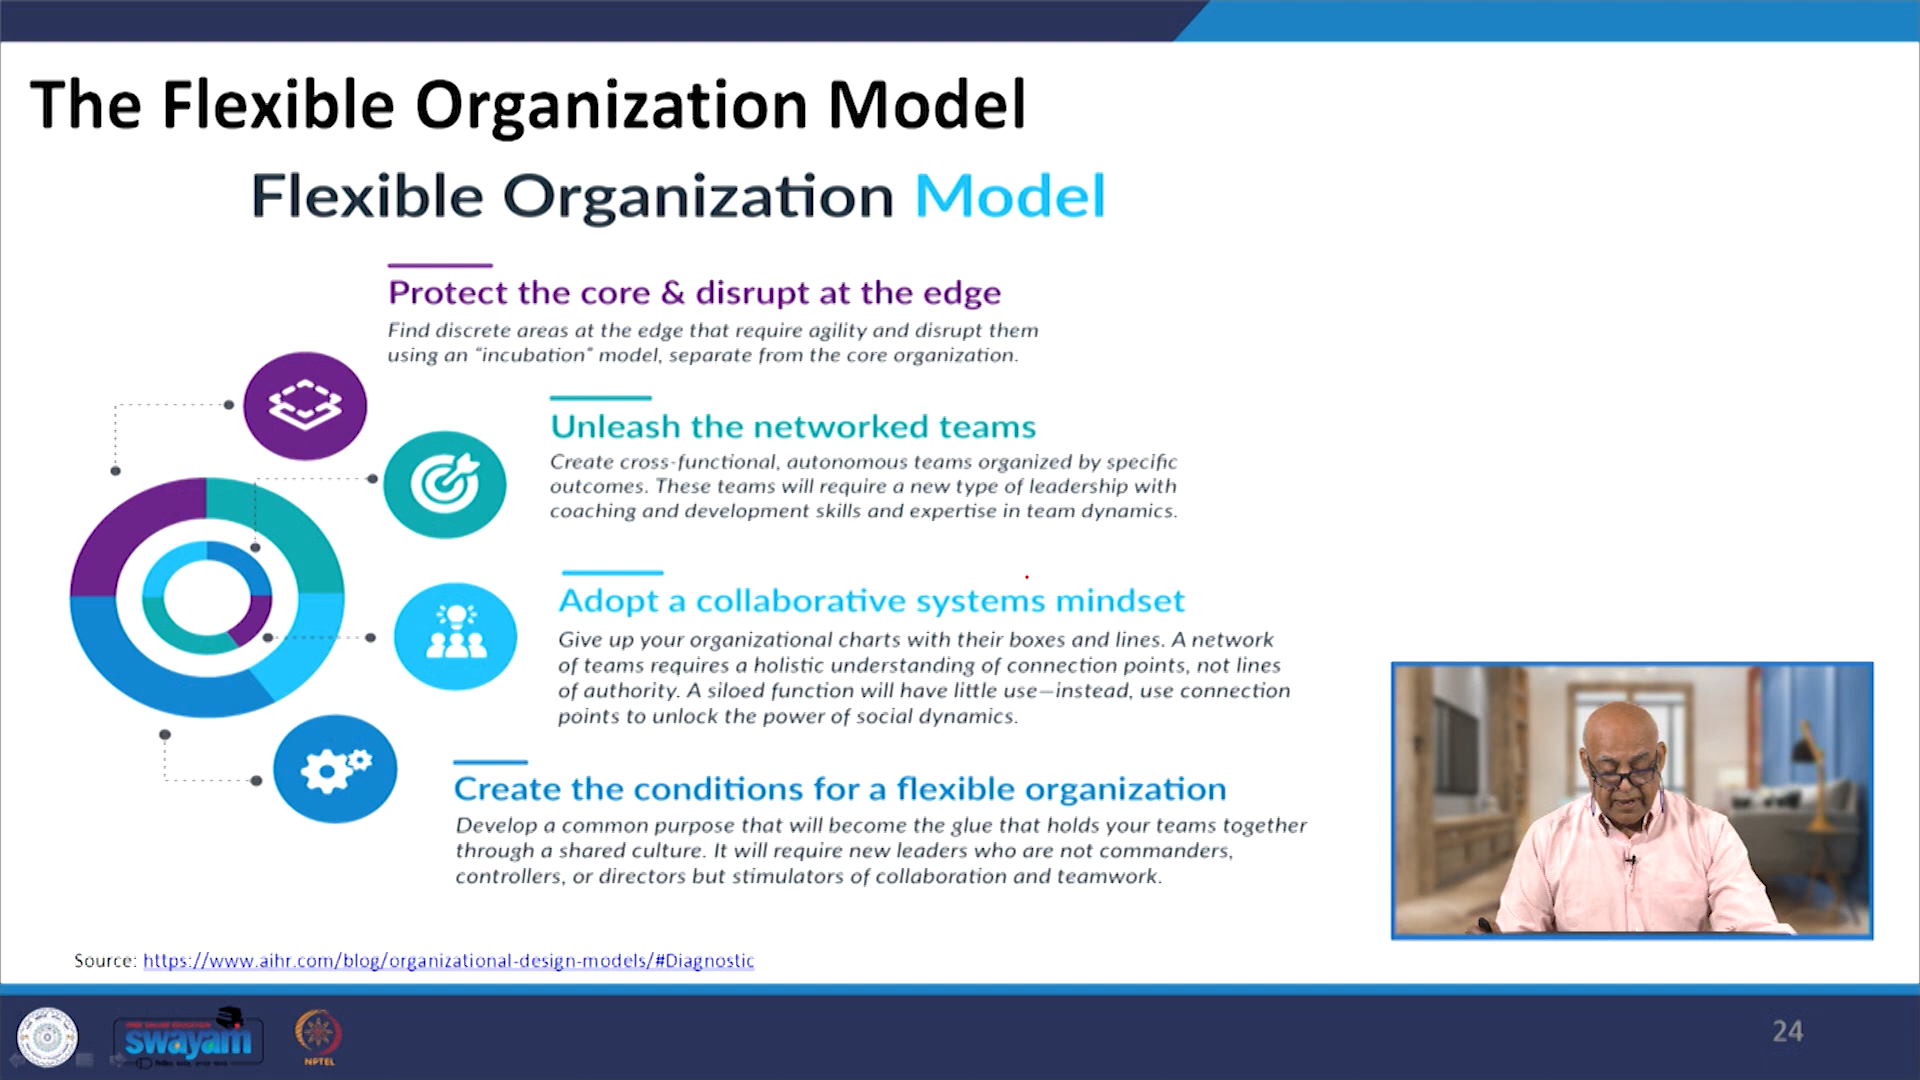 The Flexible Organization Model
Flexible Organization Model
Protect the core & disrupt at the edge
Find discrete areas at the edge that require agility and disrupt them
using an "incubation" model, separate from the core organization.
Unleash the networked teams
Create cross-functional, autonomous teams organized by specific
outcomes. These teams will require a new type of leadership with
coaching and development skills and expertise in team dynamics.
Adopt a collaborative systems mindset
Give up your organizational charts with their boxes and lines. A network
of teams requires a holistic understanding of connection points, not lines
of authority. A siloed function will have little use—instead, use connection
points to unlock the power of social dynamics.
Create the conditions for a flexible organization
Develop a common purpose that will become the glue that holds your teams together
through a shared culture. It will require new leaders who are not commanders,
controllers, or directors but stimulators of collaboration and teamwork.
Source: https://www.aihr.com/blog/organizational-design-models/#Diagnostic
swayam
NPTEL
24